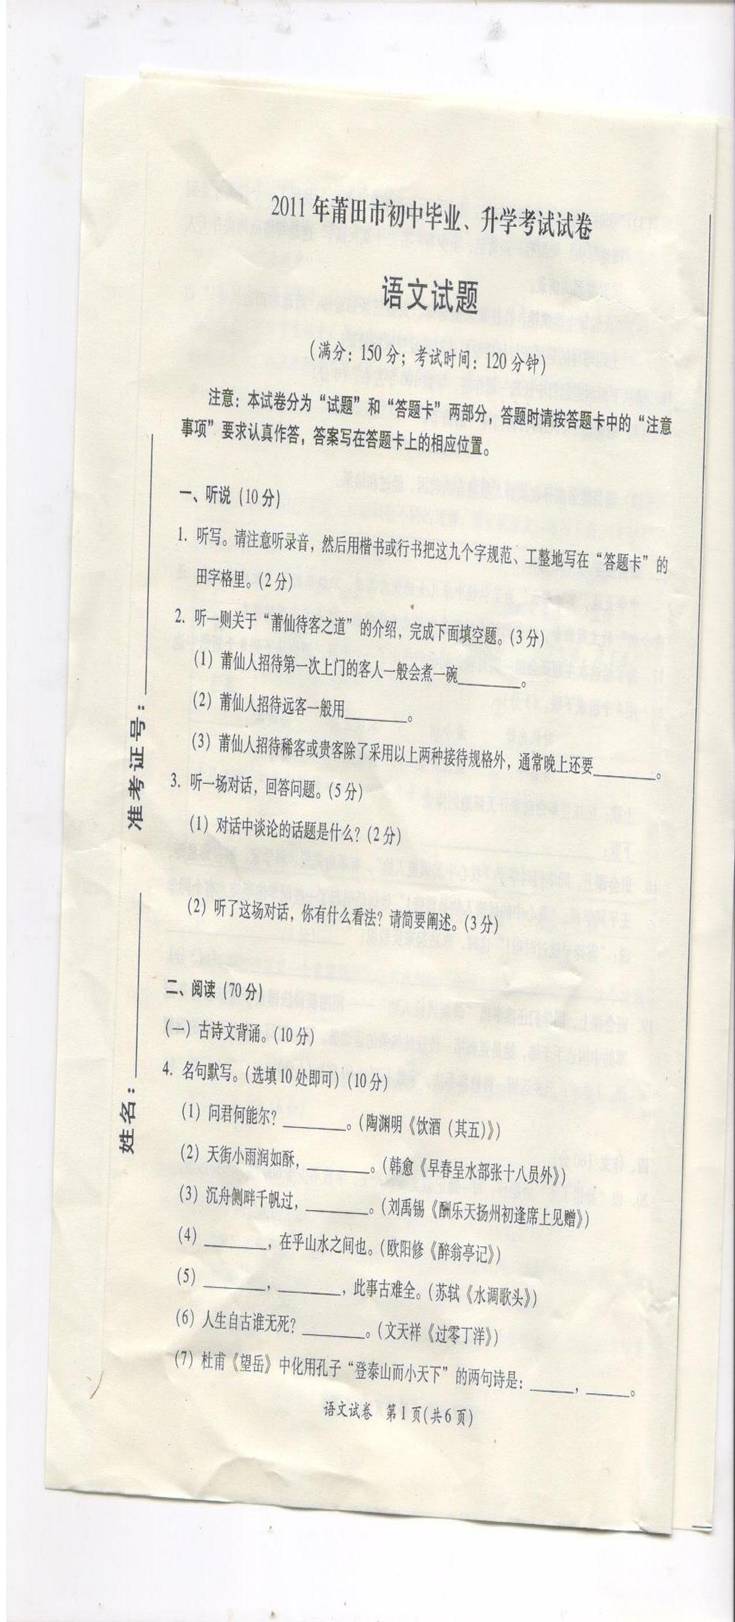 2011年莆田市初中毕业、升学考试试卷
语文试题
(满分：150分；考试时间：120分钟)
注意：本试卷分为“试题”和“答题卡”两部分，答题时请按答题卡中的“注意
事项”要求认真作答，答案写在答题卡上的相应位置。
一、听说(10分)
1. 听写。请注意听录音，然后用楷书或行书把这九个字规范、工整地写在“答题卡”的
田字格里。(2分)
2. 听一则关于“莆仙待客之道”的介绍，完成下面填空题。(3分)
(1) 莆仙人招待第一次上门的客人一般会煮一碗________。
(2) 莆仙人招待远客一般用________。
(3) 莆仙人招待稀客或贵客除了采用以上两种接待规格外，通常晚上还要________。
3. 听一场对话，回答问题。(5分)
(1) 对话中谈论的话题是什么？(2分)
(2) 听了这场对话，你有什么看法？请简要阐述。(3分)
二、阅读(70分)
(一) 古诗文背诵。(10分)
4. 名句默写。(选填10处即可)(10分)
(1) 问君何能尔？________。(陶渊明《饮酒(其五)》)
(2) 天街小雨润如酥，________。(韩愈《早春呈水部张十八员外》)
(3) 沉舟侧畔千帆过，________。(刘禹锡《酬乐天扬州初逢席上见赠》)
(4) ________，在乎山水之间也。(欧阳修《醉翁亭记》)
(5) ________，________，此事古难全。(苏轼《水调歌头》)
(6) 人生自古谁无死？________。(文天祥《过零丁洋》)
(7) 杜甫《望岳》中化用孔子“登泰山而小天下”的两句诗是：______，______。
语文试卷 第1页(共6页)
准考证号：
姓名：